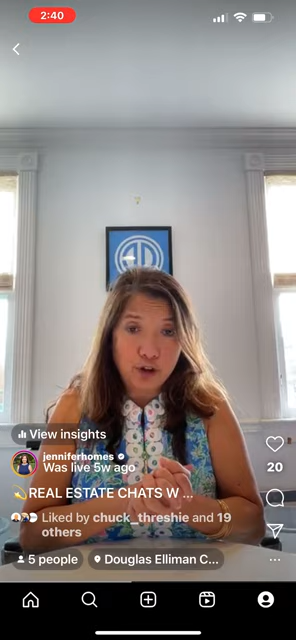 2:40
View insights
jenniferhomes
Was live 5w ago
💫REAL ESTATE CHATS W ...
Liked by chuck_threshie and 19
others
20
5 people
Douglas Elliman C...